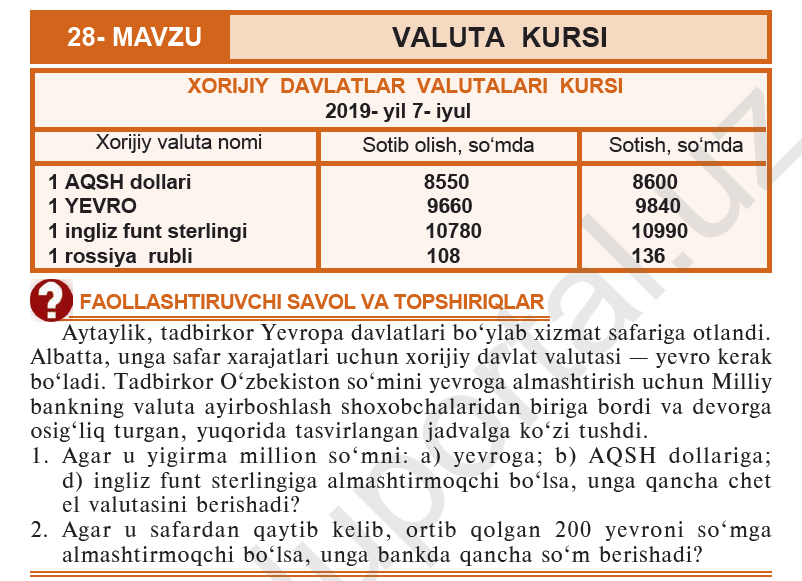 28- MAVZU VALUTA KURSI
XORIJIY DAVLATLAR VALUTALARI KURSI
2019- yil 7- iyul
Xorijiy valuta nomi Sotib olish, so‘mda Sotish, so‘mda
1 AQSH dollari 8550 8600
1 YEVRO 9660 9840
1 ingliz funt sterlingi 10780 10990
1 rossiya rubli 108 136
? FAOLLASHTIRUVCHI SAVOL VA TOPSHIRIQLAR
Aytaylik, tadbirkor Yevropa davlatlari bo‘ylab xizmat safariga otlandi.
Albatta, unga safar xarajatlari uchun xorijiy davlat valutasi — yevro kerak
bo‘ladi. Tadbirkor O‘zbekiston so‘mini yevroga almashtirish uchun Milliy
bankning valuta ayirboshlash shoxobchalaridan biriga bordi va devorga
osig‘liq turgan, yuqorida tasvirlangan jadvalga ko‘zi tushdi.
1. Agar u yigirma million so‘mni: a) yevroga; b) AQSH dollariga;
d) ingliz funt sterlingiga almashtirmoqchi bo‘lsa, unga qancha chet
el valutasini berishadi?
2. Agar u safardan qaytib kelib, ortib qolgan 200 yevroni so‘mga
almashtirmoqchi bo‘lsa, unga bankda qancha so‘m berishadi?
uportal.uz